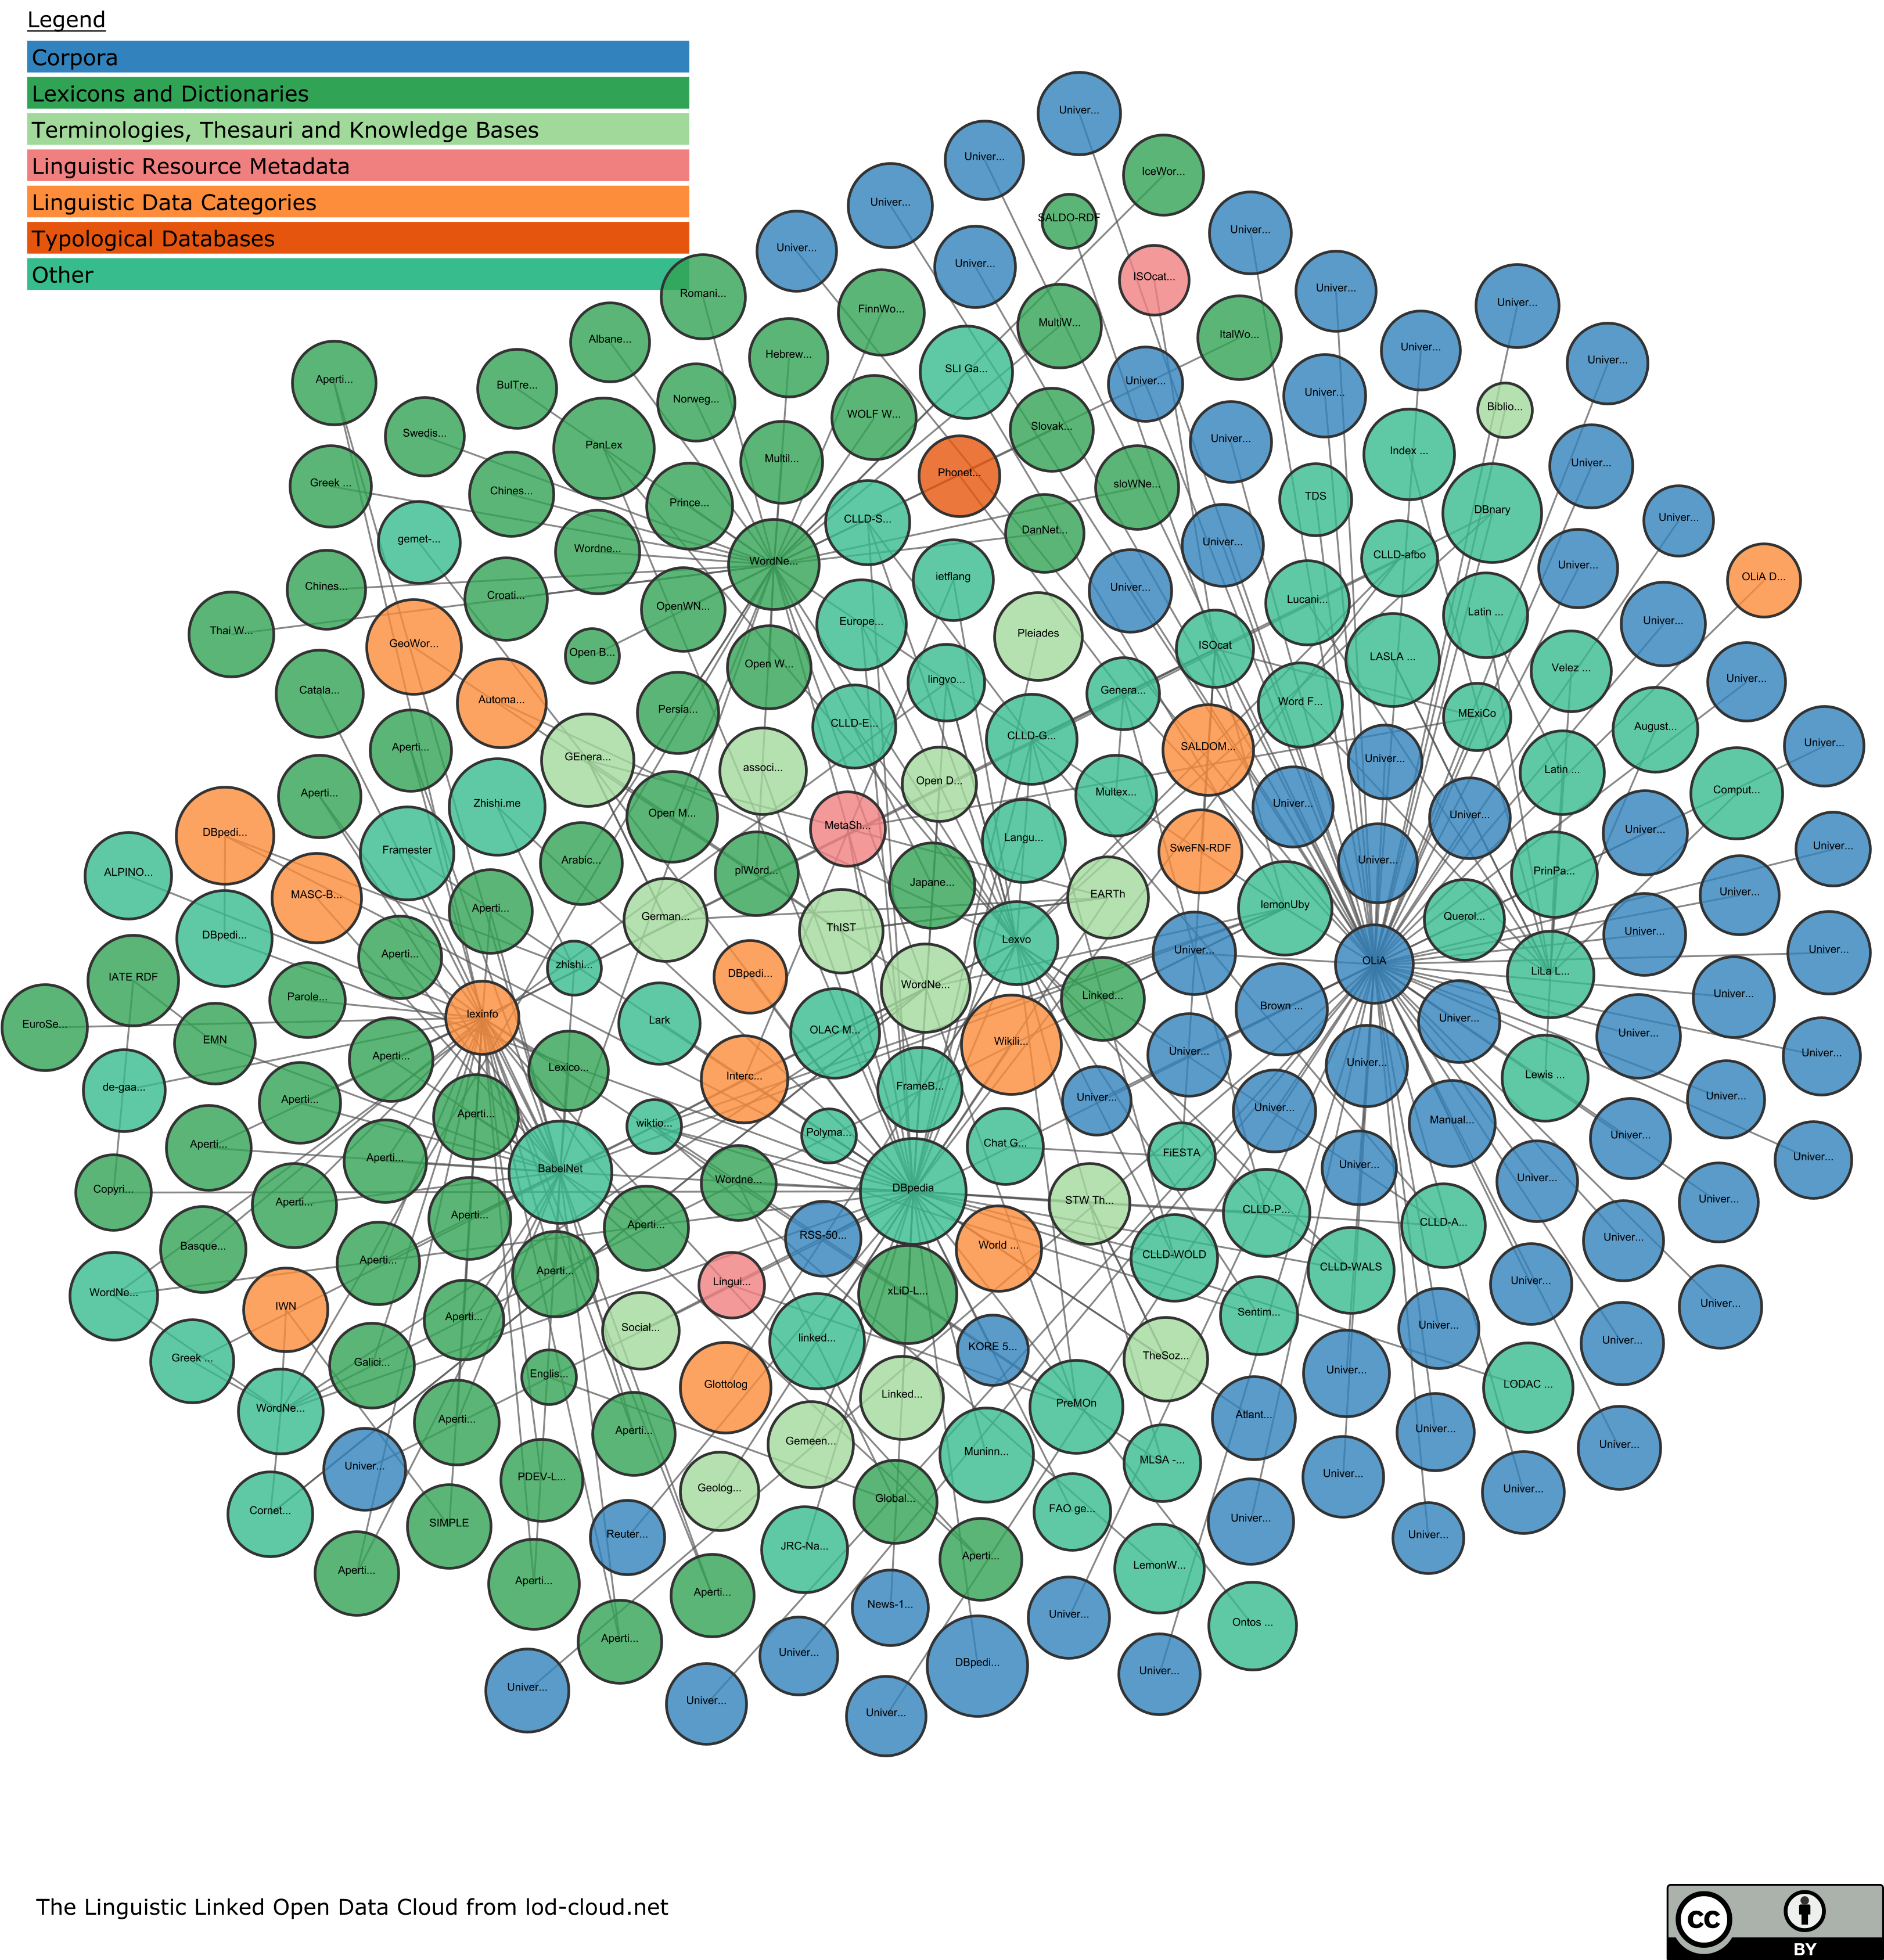 Legend
Corpora
Lexicons and Dictionaries
Terminologies, Thesauri and Knowledge Bases
Linguistic Resource Metadata
Linguistic Data Categories
Typological Databases
Other
Univer...
Univer...
IceWor...
Univer...
SALDO-RDF
Univer...
Univer...
Univer...
ISOcat...
Univer...
Romani...
Univer...
FinnWo...
MultiW...
ItalWo...
Albane...
Univer...
Hebrew...
Univer...
SLI Ga...
Aperti...
Univer...
BulTre...
Univer...
Norweg...
Biblio...
WOLF W...
Slovak...
Swedis...
Univer...
PanLex
Index ...
Multil...
Univer...
Phonet...
Greek ...
sloWNe...
Chines...
TDS
Prince...
DBnary
Univer...
CLLD-S...
DanNet...
gemet-...
Univer...
Wordne...
CLLD-afbo
WordNe...
Univer...
ietflang
OLiA D...
Chines...
Univer...
Croati...
Lucani...
OpenWN...
Latin ...
Europe...
Univer...
Thai W...
Pleiades
GeoWor...
ISOcat
Open B...
LASLA ...
Open W...
Velez ...
lingvo...
Univer...
Catala...
Genera...
Automa...
Word F...
Persia...
MExiCo
CLLD-E...
August...
CLLD-G...
Aperti...
SALDOM...
Univer...
GEnera...
Univer...
associ...
Latin ...
Open D...
Multex...
Comput...
Aperti...
Zhishi.me
Univer...
Open M...
Univer...
MetaSh...
Univer...
DBpedi...
Langu...
Framester
SweFN-RDF
Univer...
Arabic...
Univer...
ALPINO...
plWord...
PrinPa...
Japane...
MASC-B...
EARTh
Univer...
lemonUby
Aperti...
Querol...
German...
ThIST
DBpedi...
Lexvo
Univer...
Univer...
Aperti...
Univer...
OLiA
zhishi...
LiLa L...
DBpedi...
IATE RDF
WordNe...
Univer...
Parole...
Linked...
Brown ...
lexinfo
Lark
Univer...
EuroSe...
OLAC M...
EMN
Univer...
Wikili...
Univer...
Univer...
Aperti...
Univer...
Lexico...
Interc...
Lewis ...
de-gaa...
FrameB...
Aperti...
Univer...
Univer...
Univer...
Aperti...
Manual...
wiktio...
Polyma...
Univer...
Aperti...
Chat G...
FiESTA
Aperti...
Univer...
Univer...
BabelNet
Univer...
Wordne...
Copyri...
DBpedia
STW Th...
Univer...
Aperti...
CLLD-P...
Aperti...
CLLD-A...
Aperti...
RSS-50...
Univer...
Basque...
World ...
CLLD-WOLD
Aperti...
CLLD-WALS
Aperti...
Univer...
Lingui...
WordNe...
xLiD-L...
IWN
Univer...
Sentim...
Aperti...
Univer...
Social...
linked...
Univer...
KORE 5...
Greek ...
TheSoz...
Galici...
Univer...
Englis...
Glottolog
LODAC ...
Linked...
PreMOn
WordNe...
Atlant...
Aperti...
Aperti...
Univer...
Gemeen...
Univer...
Muninn...
MLSA -...
Univer...
Univer...
PDEV-L...
Geolog...
Univer...
Global...
FAO ge...
Cornet...
Univer...
SIMPLE
Reuter...
Univer...
JRC-Na...
Aperti...
LemonW...
Aperti...
Aperti...
Aperti...
News-1...
Univer...
Ontos ...
Aperti...
Univer...
DBpedi...
Univer...
Univer...
Univer...
Univer...
The Linguistic Linked Open Data Cloud from lod-cloud.net
cc
BY